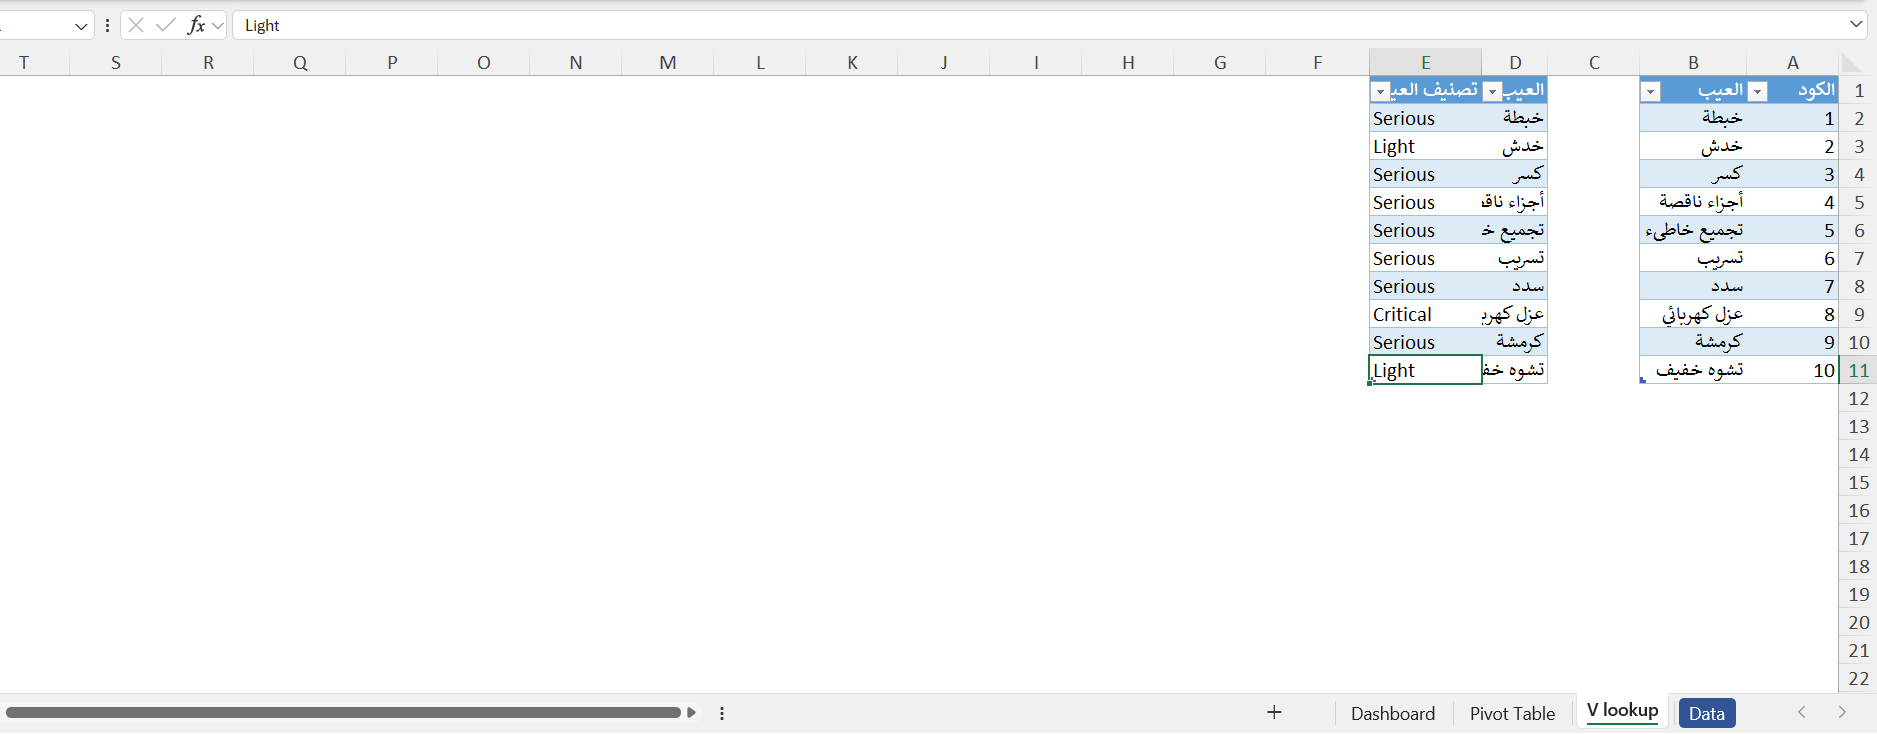 Light
T S R Q P O N M L K J I H G F E D C B A
الكود العيب العيب تصنيف العي 1
1 خبطة خبطة Serious 2
2 خدش خدش Light 3
3 كسر كسر Serious 4
4 أجزاء ناقصة أجزاء ناق Serious 5
5 تجميع خاطىء تجميع خ Serious 6
6 تسريب تسريب Serious 7
7 سدد سدد Serious 8
8 عزل كهربائي عزل كهرب Critical 9
9 كرمشة كرمشة Serious 10
10 تشوه خفيف تشوه خف Light 11
12
13
14
15
16
17
18
19
20
21
22
Dashboard Pivot Table V lookup Data